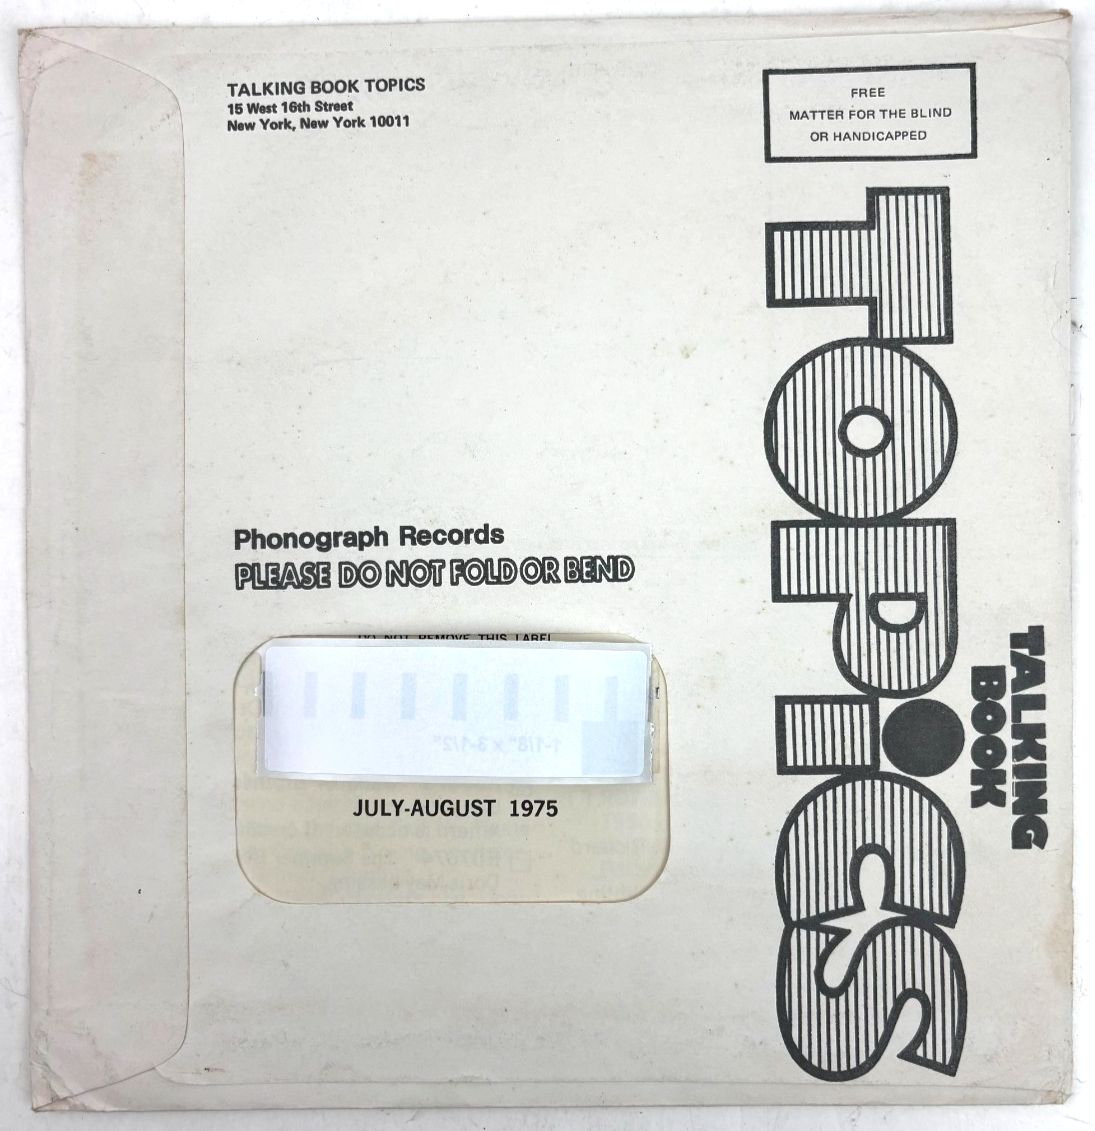 TALKING BOOK TOPICS
15 West 16th Street
New York, New York 10011
FREE
MATTER FOR THE BLIND
OR HANDICAPPED
TALKING
BOOK
TOPICS
Phonograph Records
PLEASE DO NOT FOLD OR BEND
DO NOT REMOVE THIS LABEL
1-1/8" x 3-1/2"
JULY-AUGUST 1975